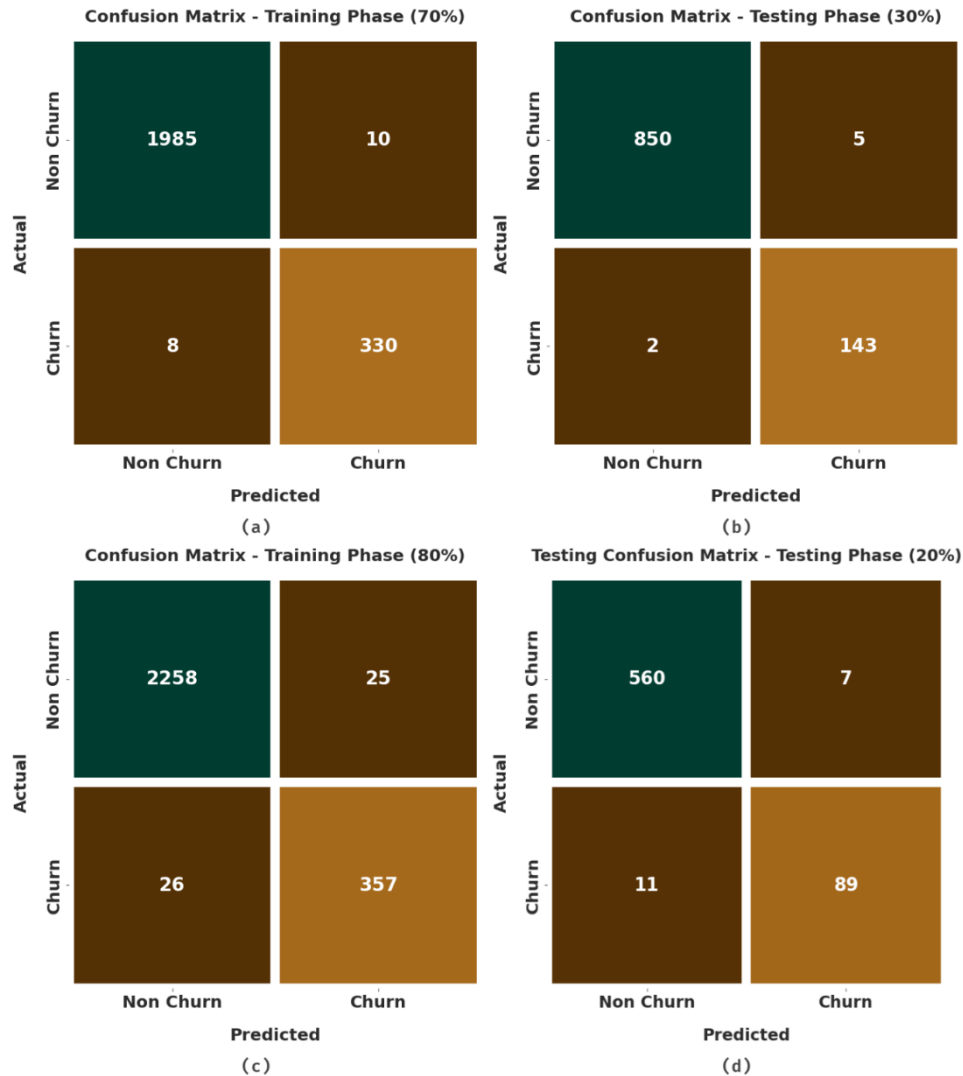 Confusion Matrix - Training Phase (70%)
Actual
Non Churn
1985
10
Churn
8
330
Non Churn
Churn
Predicted
(a)
Confusion Matrix - Testing Phase (30%)
Actual
Non Churn
850
5
Churn
2
143
Non Churn
Churn
Predicted
(b)
Confusion Matrix - Training Phase (80%)
Actual
Non Churn
2258
25
Churn
26
357
Non Churn
Churn
Predicted
(c)
Testing Confusion Matrix - Testing Phase (20%)
Actual
Non Churn
560
7
Churn
11
89
Non Churn
Churn
Predicted
(d)